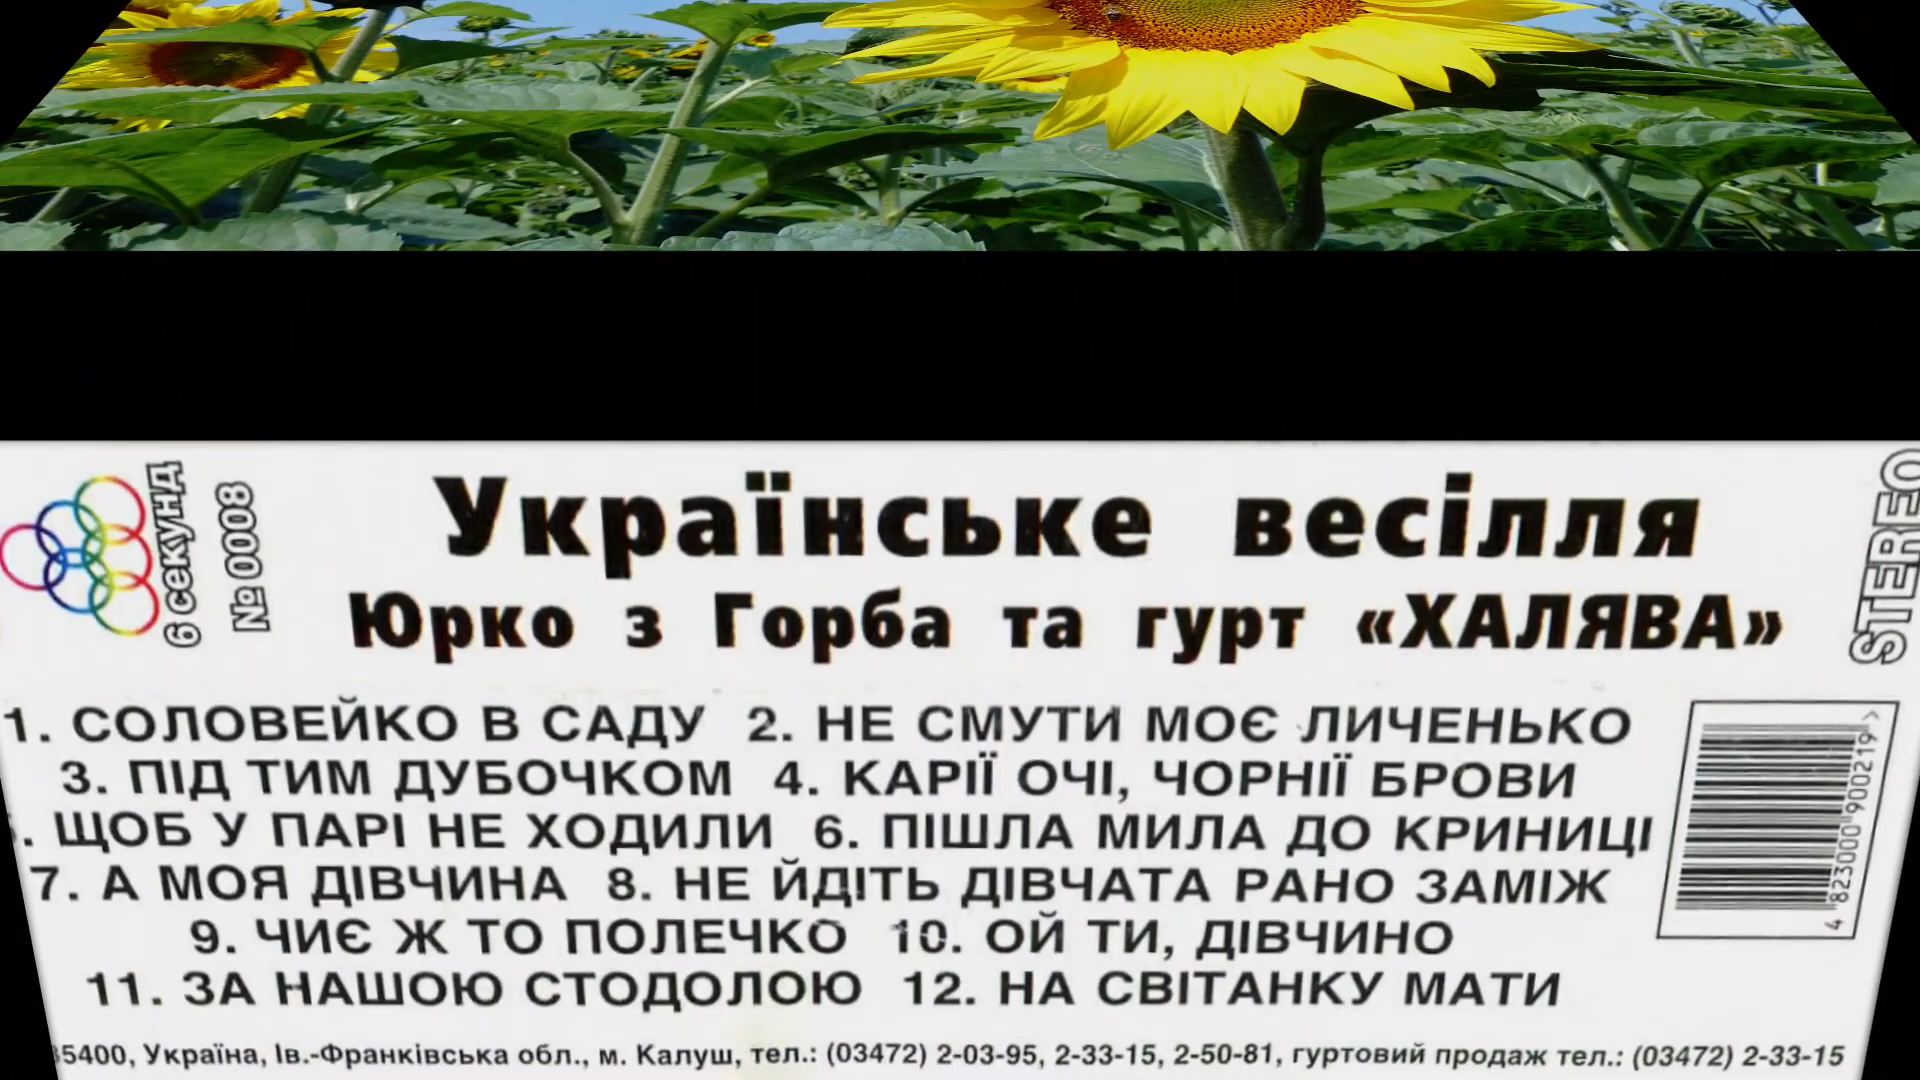 6 секунд
№ 0008
Українське весілля
STEREO
Юрко з Горба та гурт «ХАЛЯВА»
1. СОЛОВЕЙКО В САДУ 2. НЕ СМУТИ МОЄ ЛИЧЕНЬКО
3. ПІД ТИМ ДУБОЧКОМ 4. КАРІЇ ОЧІ, ЧОРНІЇ БРОВИ
. ЩОБ У ПАРІ НЕ ХОДИЛИ 6. ПІШЛА МИЛА ДО КРИНИЦІ
7. А МОЯ ДІВЧИНА 8. НЕ ЙДІТЬ ДІВЧАТА РАНО ЗАМІЖ
9. ЧИЄ Ж ТО ПОЛЕЧКО 10. ОЙ ТИ, ДІВЧИНО
11. ЗА НАШОЮ СТОДОЛОЮ 12. НА СВІТАНКУ МАТИ
4 823000 900219 >
5400, Україна, Ів.-Франківська обл., м. Калуш, тел.: (03472) 2-03-95, 2-33-15, 2-50-81, гуртовий продаж тел.: (03472) 2-33-15